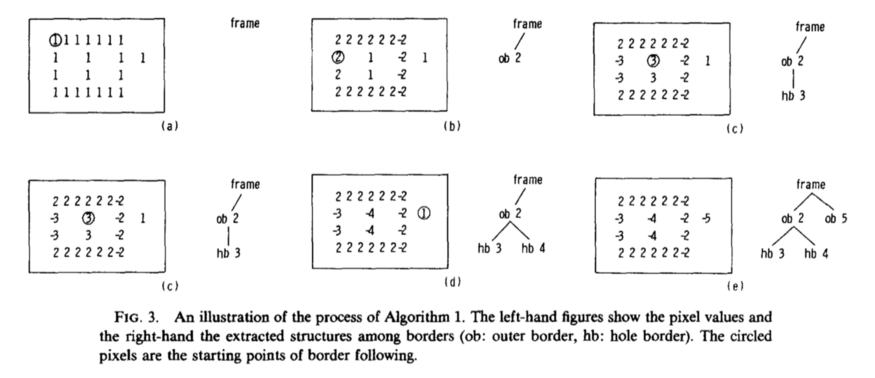 frame
①1 1 1 1 1 1
1 1 1 1
1 1 1
1 1 1 1 1 1 1
(a)
frame
2 2 2 2 2 2 -2
② 1 -2 1
2 1 -2
2 2 2 2 2 2 -2
ob 2
(b)
frame
2 2 2 2 2 2 -2
-3 ③ -2 1
-3 3 -2
2 2 2 2 2 2 -2
ob 2
hb 3
(c)
frame
2 2 2 2 2 2 -2
-3 ③ -2 1
-3 3 -2
2 2 2 2 2 2 -2
ob 2
hb 3
(c)
frame
2 2 2 2 2 2 -2
-3 -4 -2 ①
-3 -4 -2
2 2 2 2 2 2 -2
ob 2
hb 3 hb 4
(d)
frame
2 2 2 2 2 2 -2
-3 -4 -2 -5
-3 -4 -2
2 2 2 2 2 2 -2
ob 2 ob 5
hb 3 hb 4
(e)
FIG. 3. An illustration of the process of Algorithm 1. The left-hand figures show the pixel values and
the right-hand the extracted structures among borders (ob: outer border, hb: hole border). The circled
pixels are the starting points of border following.